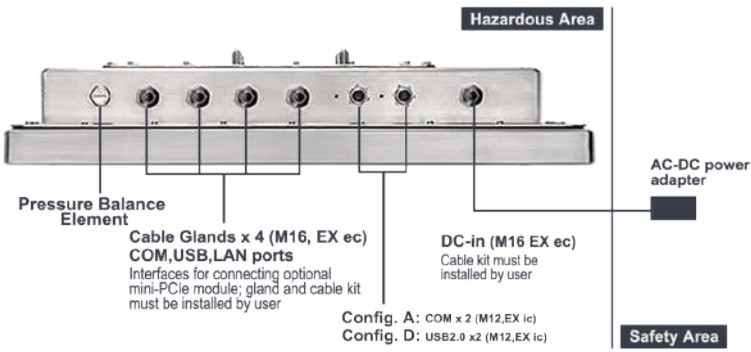 Hazardous Area
AC-DC power
adapter
Pressure Balance
Element
Cable Glands x 4 (M16, EX ec)
COM,USB,LAN ports
Interfaces for connecting optional
mini-PCIe module; gland and cable kit
must be installed by user
DC-in (M16 EX ec)
Cable kit must be
installed by user
Config. A: COM x 2 (M12,EX ic)
Config. D: USB2.0 x2 (M12,EX ic)
Safety Area